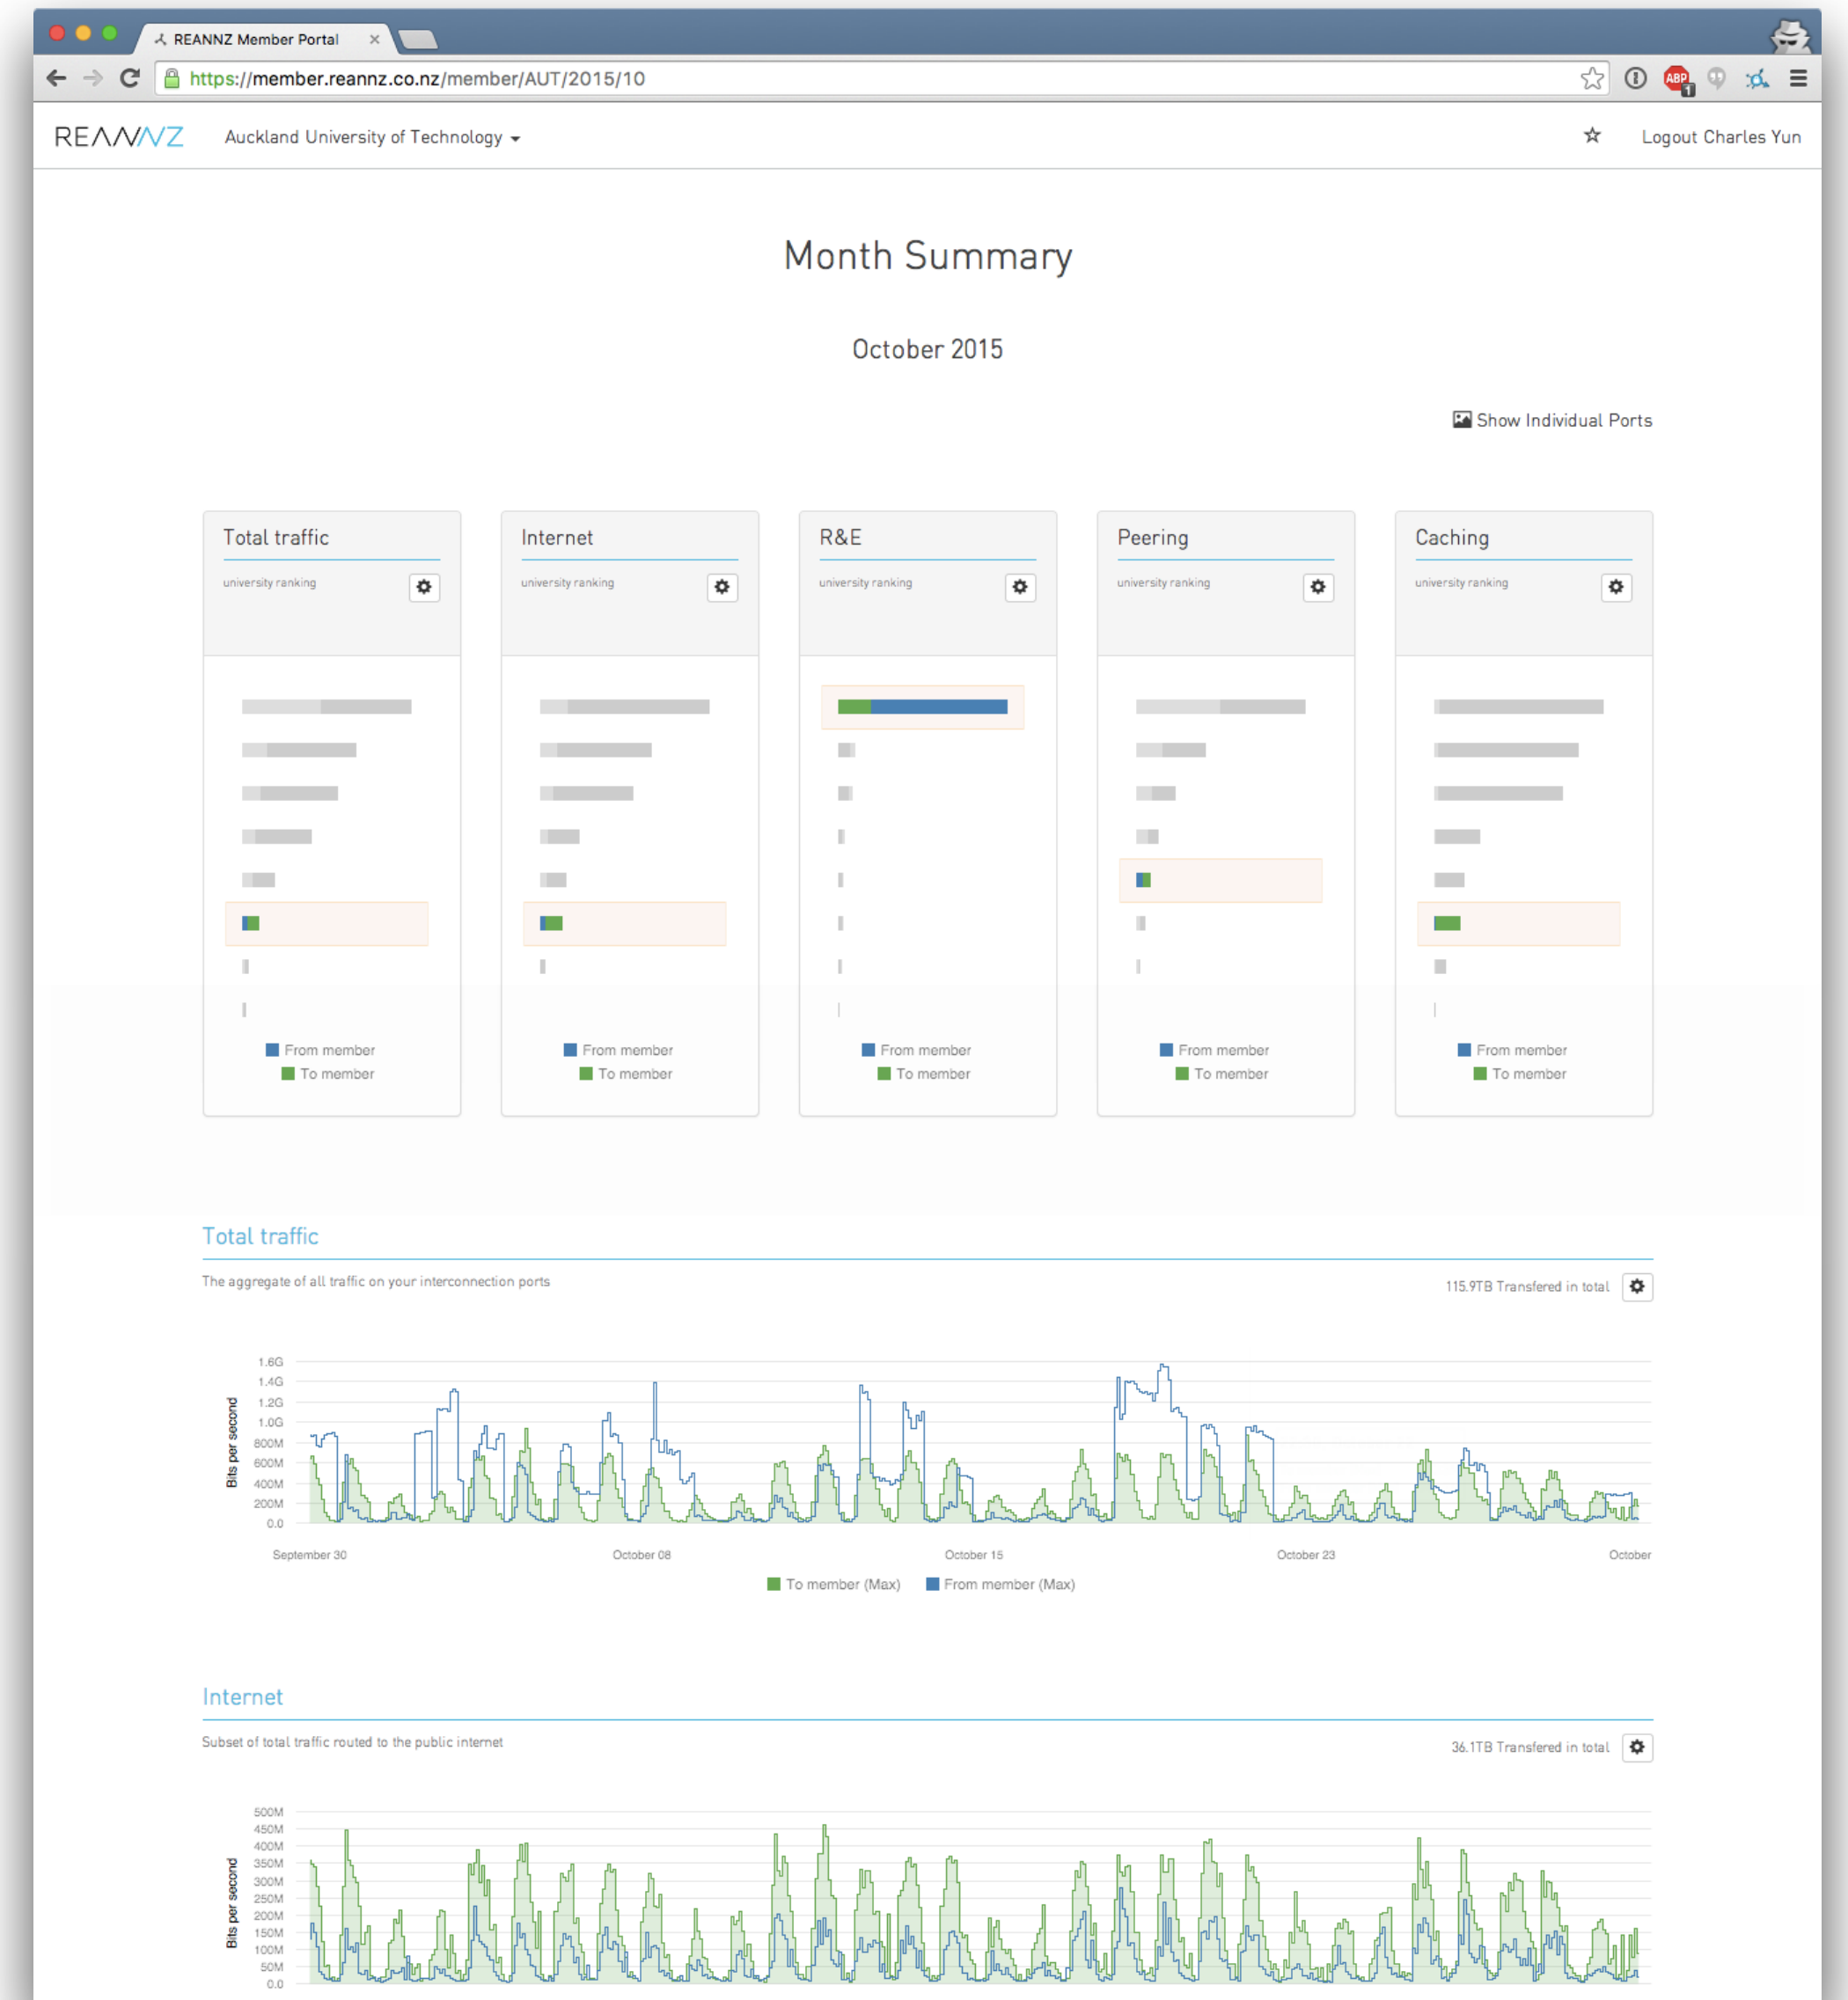 REANNZ Member Portal
https://member.reannz.co.nz/member/AUT/2015/10
ABP
1
REANNZ
Auckland University of Technology
Logout Charles Yun
Month Summary
October 2015
Show Individual Ports
Total traffic
university ranking
From member
To member
Internet
university ranking
From member
To member
R&E
university ranking
From member
To member
Peering
university ranking
From member
To member
Caching
university ranking
From member
To member
Total traffic
The aggregate of all traffic on your interconnection ports
115.9TB Transfered in total
Bits per second
1.6G
1.4G
1.2G
1.0G
800M
600M
400M
200M
0.0
September 30
October 08
October 15
October 23
October
To member (Max)
From member (Max)
Internet
Subset of total traffic routed to the public internet
36.1TB Transfered in total
Bits per second
500M
450M
400M
350M
300M
250M
200M
150M
100M
50M
0.0